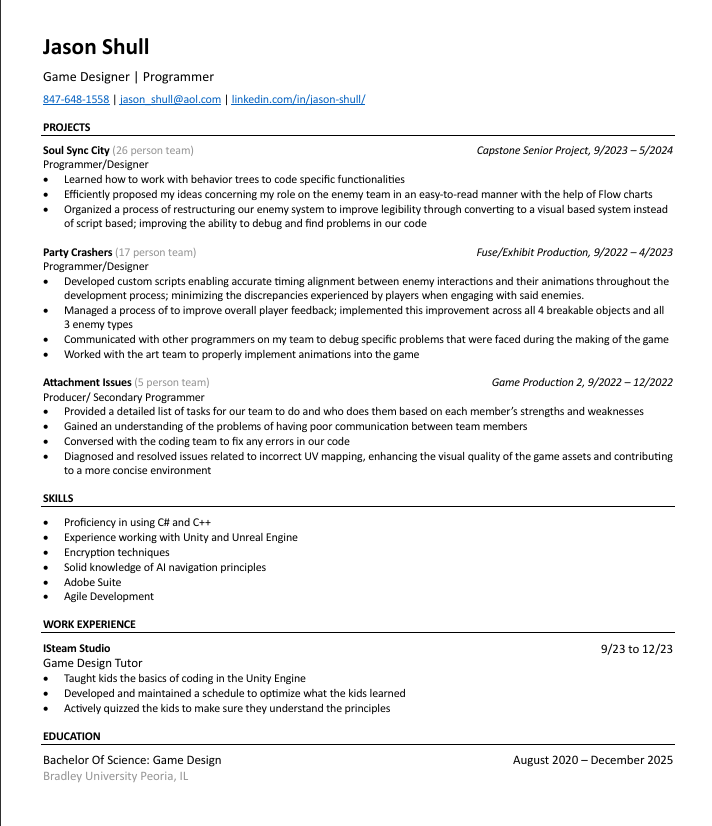 Jason Shull
Game Designer | Programmer
847-648-1558 | jason_shull@aol.com | linkedin.com/in/jason-shull/
PROJECTS
Soul Sync City (26 person team) Capstone Senior Project, 9/2023 – 5/2024
Programmer/Designer
• Learned how to work with behavior trees to code specific functionalities
• Efficiently proposed my ideas concerning my role on the enemy team in an easy-to-read manner with the help of Flow charts
• Organized a process of restructuring our enemy system to improve legibility through converting to a visual based system instead
of script based; improving the ability to debug and find problems in our code
Party Crashers (17 person team) Fuse/Exhibit Production, 9/2022 – 4/2023
Programmer/Designer
• Developed custom scripts enabling accurate timing alignment between enemy interactions and their animations throughout the
development process; minimizing the discrepancies experienced by players when engaging with said enemies.
• Managed a process of to improve overall player feedback; implemented this improvement across all 4 breakable objects and all
3 enemy types
• Communicated with other programmers on my team to debug specific problems that were faced during the making of the game
• Worked with the art team to properly implement animations into the game
Attachment Issues (5 person team) Game Production 2, 9/2022 – 12/2022
Producer/ Secondary Programmer
• Provided a detailed list of tasks for our team to do and who does them based on each member's strengths and weaknesses
• Gained an understanding of the problems of having poor communication between team members
• Conversed with the coding team to fix any errors in our code
• Diagnosed and resolved issues related to incorrect UV mapping, enhancing the visual quality of the game assets and contributing
to a more concise environment
SKILLS
• Proficiency in using C# and C++
• Experience working with Unity and Unreal Engine
• Encryption techniques
• Solid knowledge of AI navigation principles
• Adobe Suite
• Agile Development
WORK EXPERIENCE
ISteam Studio 9/23 to 12/23
Game Design Tutor
• Taught kids the basics of coding in the Unity Engine
• Developed and maintained a schedule to optimize what the kids learned
• Actively quizzed the kids to make sure they understand the principles
EDUCATION
Bachelor Of Science: Game Design August 2020 – December 2025
Bradley University Peoria, IL